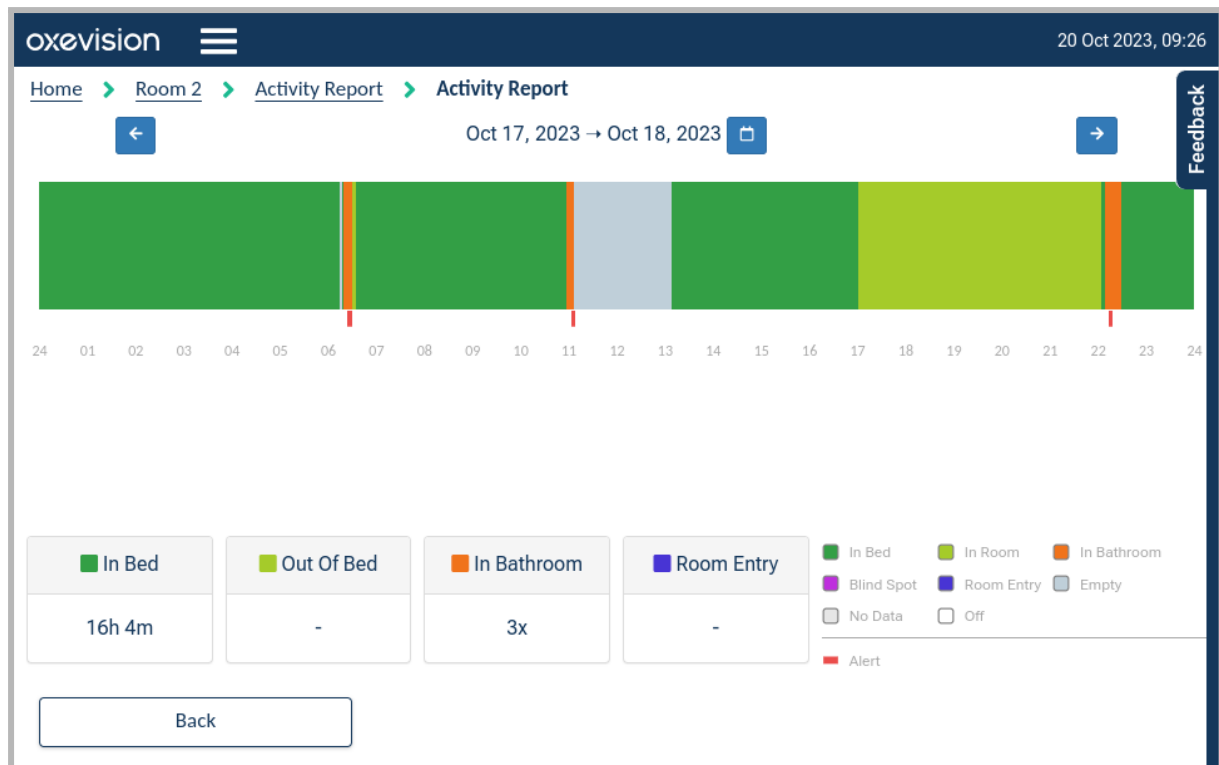 oxevision
20 Oct 2023, 09:26
Home > Room 2 > Activity Report > Activity Report
Feedback
Oct 17, 2023 → Oct 18, 2023
24 01 02 03 04 05 06 07 08 09 10 11 12 13 14 15 16 17 18 19 20 21 22 23 24
In Bed
16h 4m
Out Of Bed
-
In Bathroom
3x
Room Entry
-
In Bed In Room In Bathroom
Blind Spot Room Entry Empty
No Data Off
Alert
Back